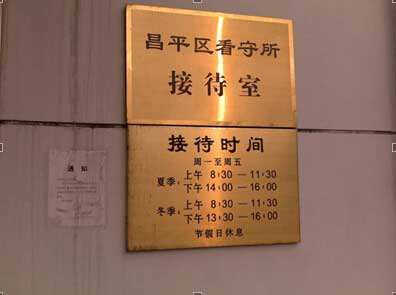 昌平区看守所
接待室
接待时间
周一至周五
夏季：上午 8:30 — 11:30
下午 14:00 — 16:00
冬季：上午 8:30 — 11:30
下午 13:30 — 16:00
节假日休息
通知